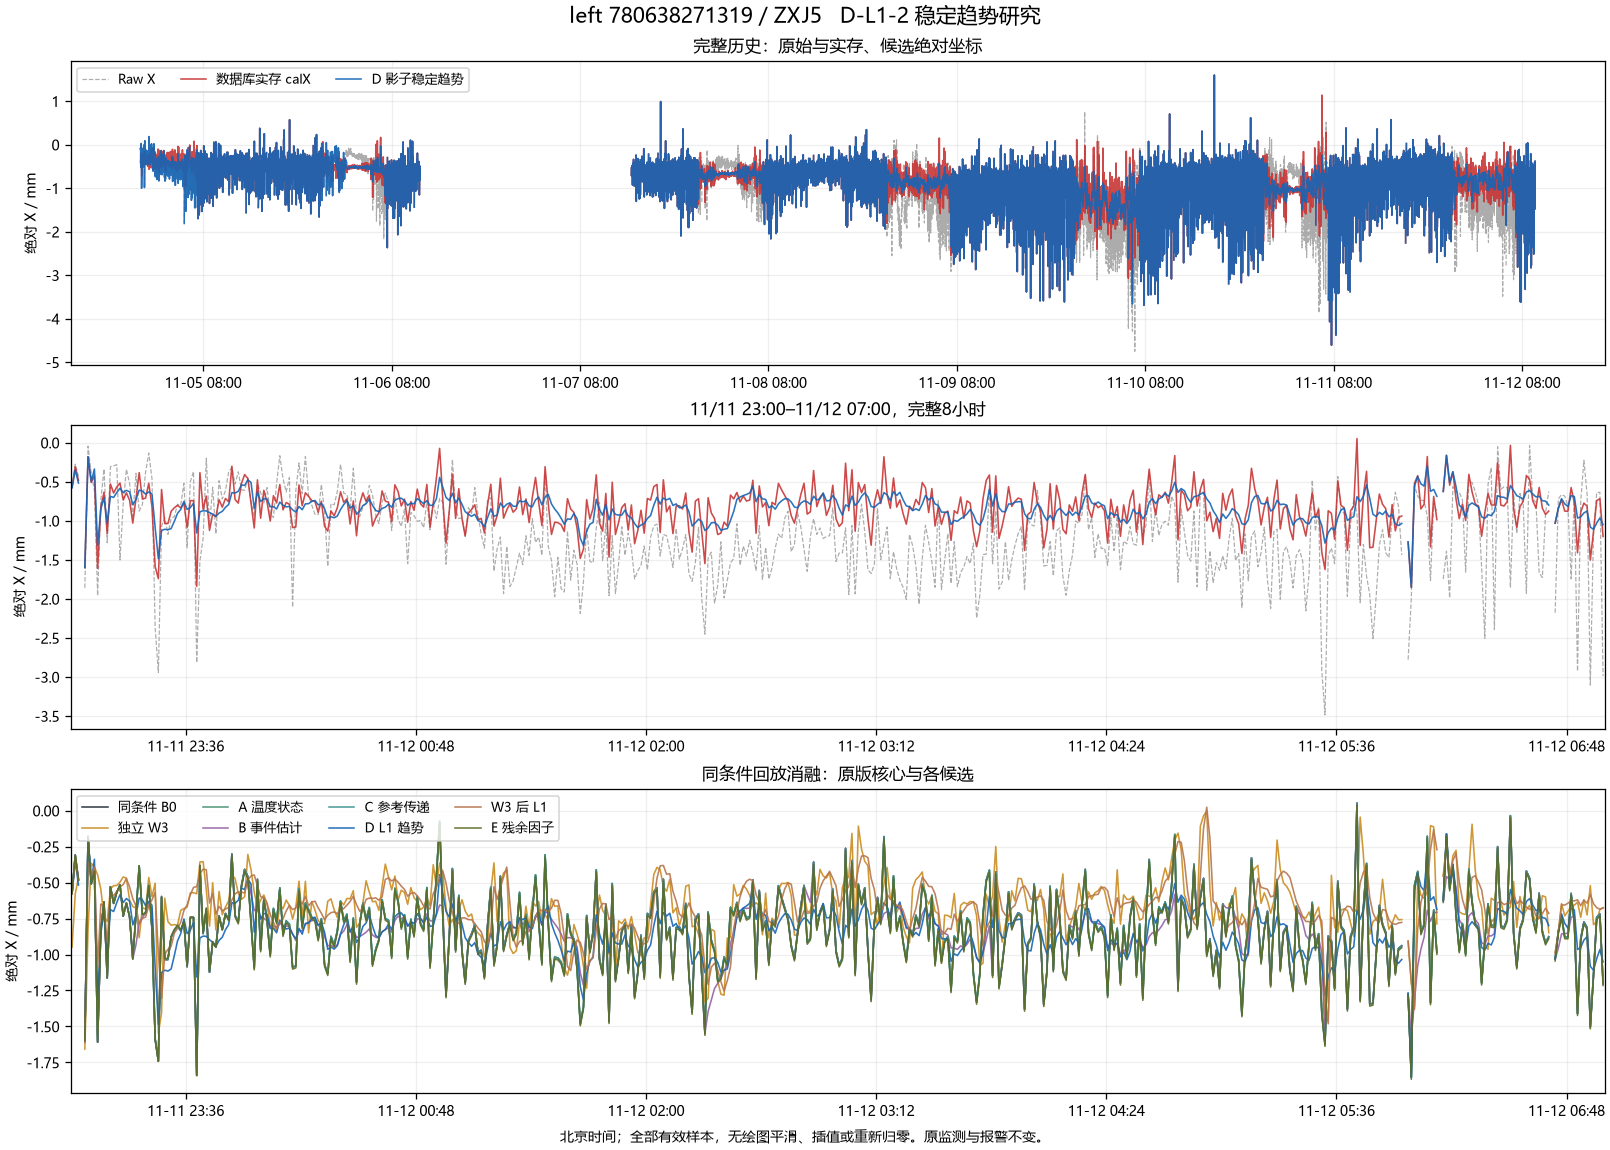 left 780638271319 / ZXJ5   D-L1-2 稳定趋势研究
完整历史：原始与实存、候选绝对坐标
Raw X
数据库实存 calX
D 影子稳定趋势
绝对 X / mm
1
0
-1
-2
-3
-4
-5
11-05 08:00
11-06 08:00
11-07 08:00
11-08 08:00
11-09 08:00
11-10 08:00
11-11 08:00
11-12 08:00
11/11 23:00–11/12 07:00，完整8小时
绝对 X / mm
0.0
-0.5
-1.0
-1.5
-2.0
-2.5
-3.0
-3.5
11-11 23:36
11-12 00:48
11-12 02:00
11-12 03:12
11-12 04:24
11-12 05:36
11-12 06:48
同条件回放消融：原版核心与各候选
同条件 B0
A 温度状态
C 参考传递
W3 后 L1
独立 W3
B 事件估计
D L1 趋势
E 残余因子
绝对 X / mm
0.00
-0.25
-0.50
-0.75
-1.00
-1.25
-1.50
-1.75
11-11 23:36
11-12 00:48
11-12 02:00
11-12 03:12
11-12 04:24
11-12 05:36
11-12 06:48
北京时间；全部有效样本，无绘图平滑、插值或重新归零。原监测与报警不变。